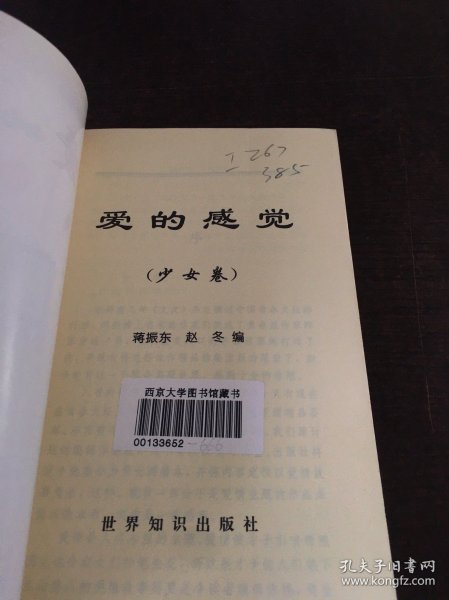 I267
385
爱的感觉
(少女卷)
蒋振东 赵 冬 编
西京大学图书馆藏书
00133652
世界知识出版社
孔夫子旧书网
www.kongfz.com